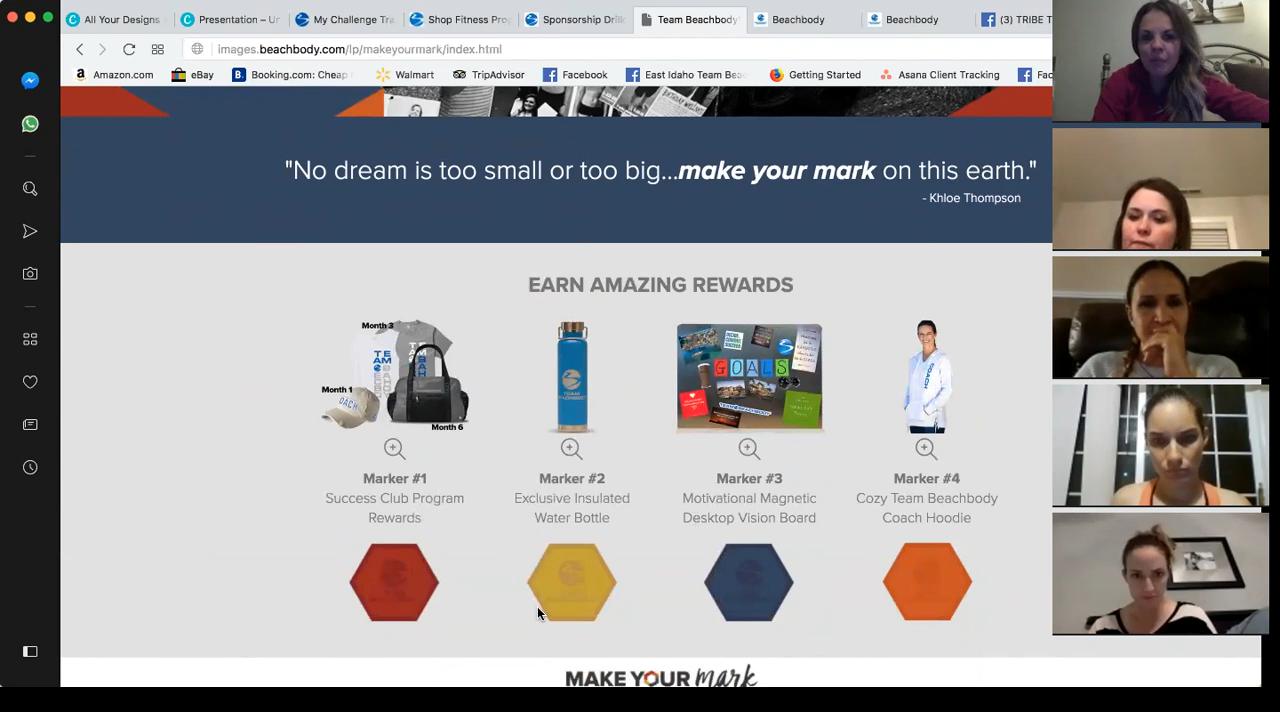 All Your Designs
Presentation – Ur
My Challenge Tra
Shop Fitness Pro
Sponsorship Drill
Team Beachbody
Beachbody
Beachbody
(3) TRIBE T
images.beachbody.com/lp/makeyourmark/index.html
Amazon.com
eBay
Booking.com: Cheap
Walmart
TripAdvisor
Facebook
East Idaho Team Bea
Getting Started
Asana Client Tracking
Fac
"No dream is too small or too big...make your mark on this earth."
- Khloe Thompson
EARN AMAZING REWARDS
Month 3
Month 1
Month 6
GOALS
COACH
Marker #1
Success Club Program
Rewards
Marker #2
Exclusive Insulated
Water Bottle
Marker #3
Motivational Magnetic
Desktop Vision Board
Marker #4
Cozy Team Beachbody
Coach Hoodie
MAKE YOUR mark